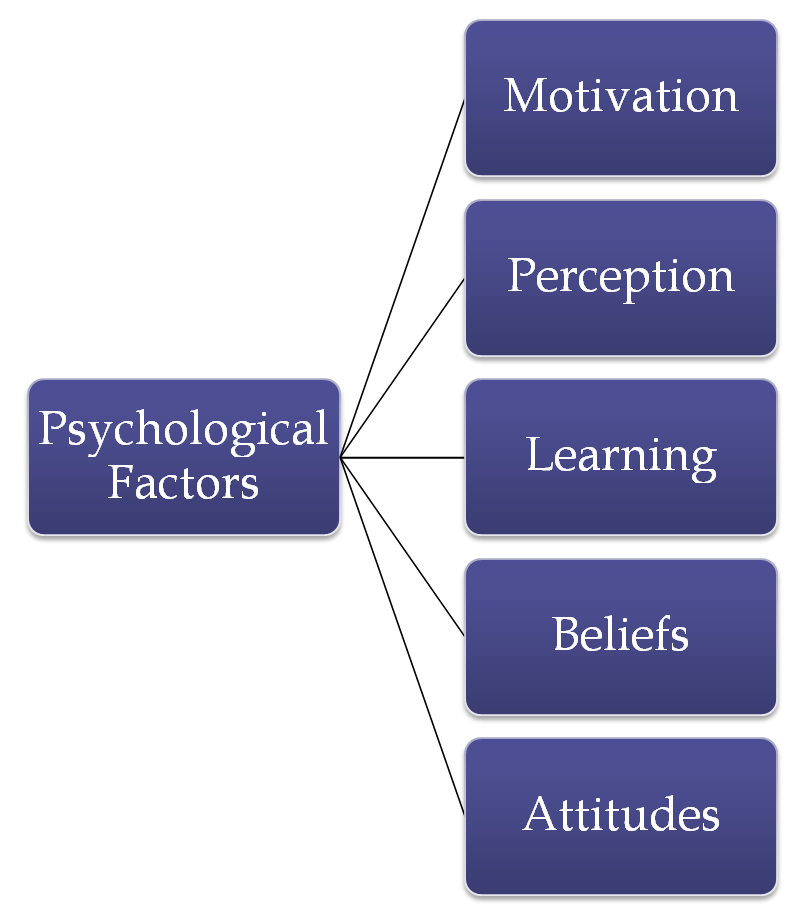 Motivation
Perception
Psychological
Factors
Learning
Beliefs
Attitudes